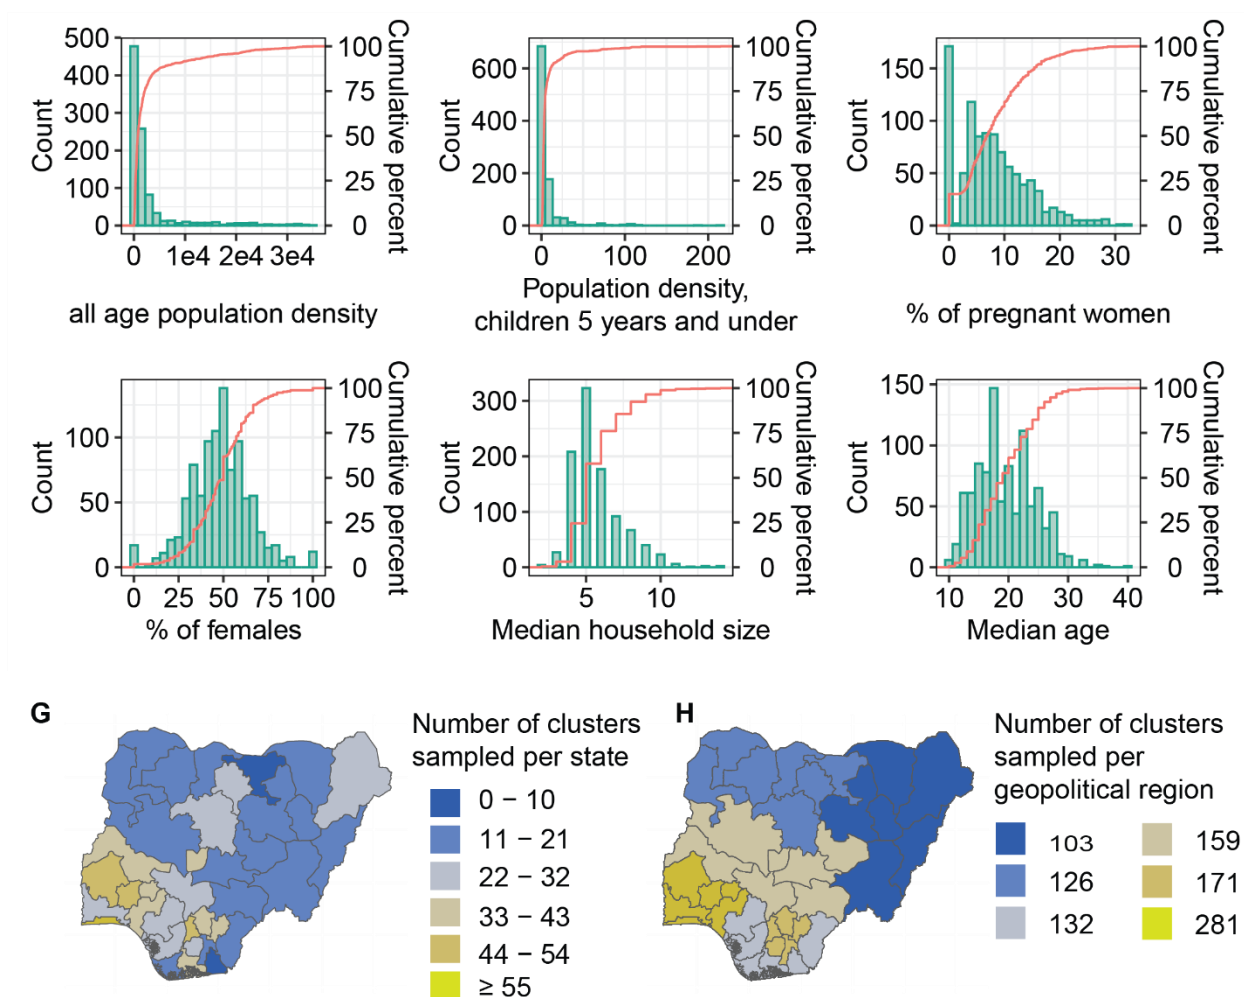 500
400
300
200
100
0
Count
100
75
50
25
0
Cumulative percent
0 1e4 2e4 3e4
all age population density
600
400
200
0
Count
100
75
50
25
0
Cumulative percent
0 100 200
Population density,
children 5 years and under
150
100
50
0
Count
100
75
50
25
0
Cumulative percent
0 10 20 30
% of pregnant women
100
50
0
Count
100
75
50
25
0
Cumulative percent
0 25 50 75 100
% of females
300
200
100
0
Count
100
75
50
25
0
Cumulative percent
5 10
Median household size
150
100
50
0
Count
100
75
50
25
0
Cumulative percent
10 20 30 40
Median age
G
Number of clusters
sampled per state
0 – 10
11 – 21
22 – 32
33 – 43
44 – 54
≥ 55
H
Number of clusters
sampled per
geopolitical region
103
126
132
159
171
281